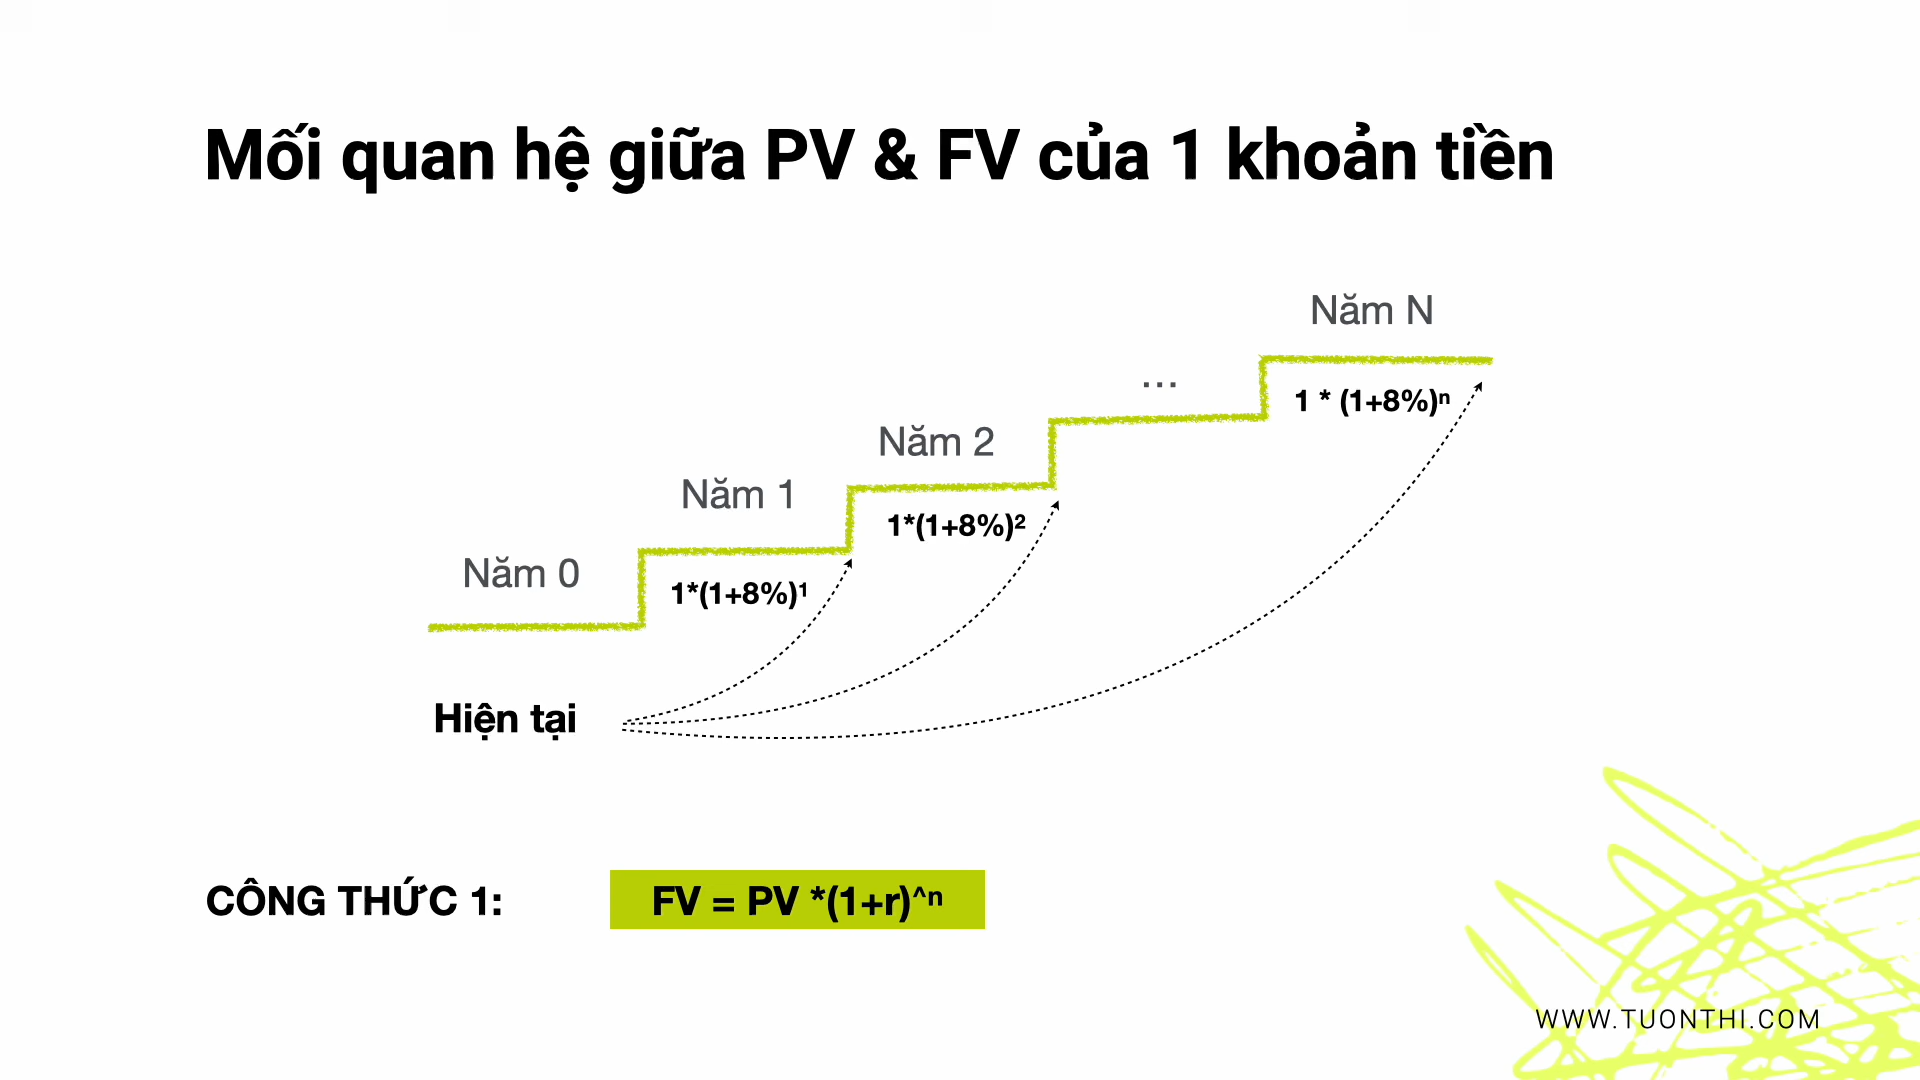 Mối quan hệ giữa PV & FV của 1 khoản tiền
Năm N
...
1 * (1+8%)ⁿ
Năm 2
1*(1+8%)²
Năm 1
1*(1+8%)¹
Năm 0
Hiện tại
CÔNG THỨC 1:
FV = PV *(1+r)^ⁿ
WWW.TUONTHI.COM